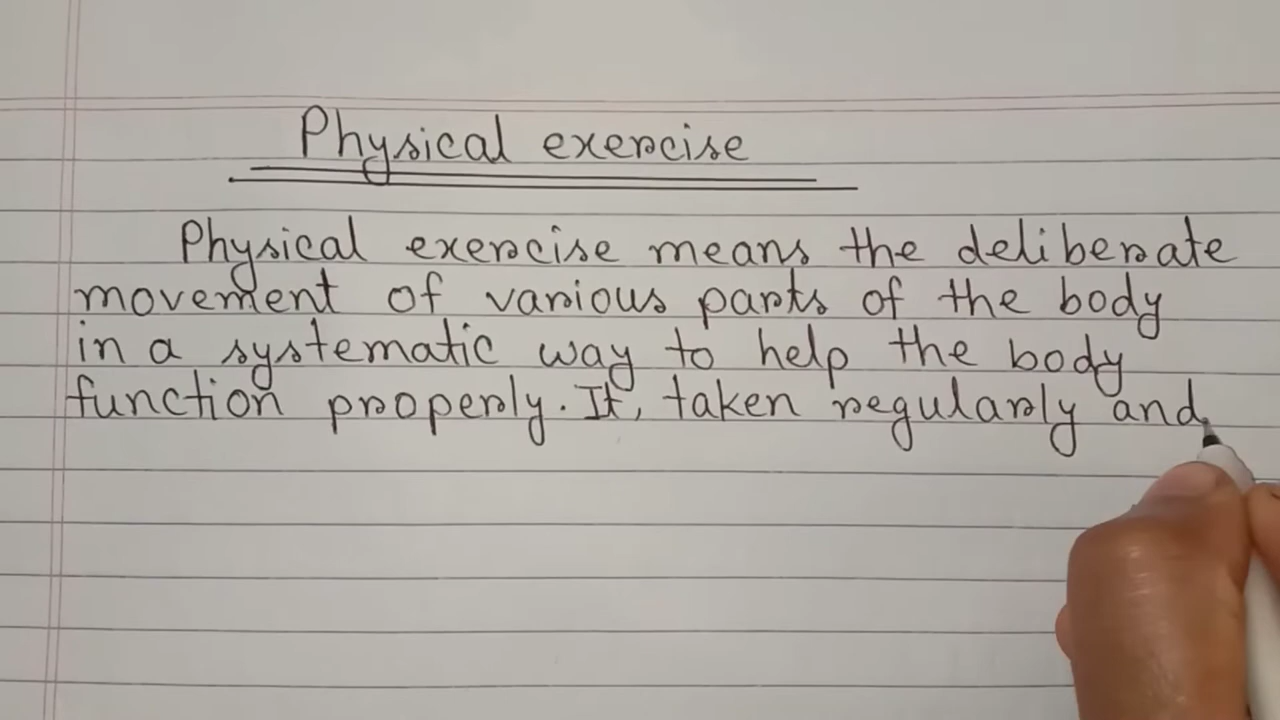 Physical exercise
Physical exercise means the deliberate
movement of various parts of the body
in a systematic way to help the body
function properly. It, taken regularly and